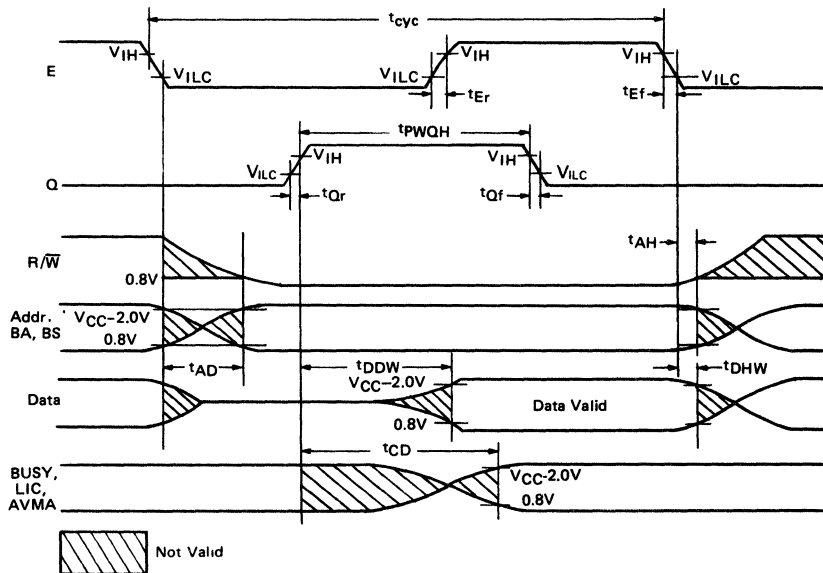 tcyc
VIH VIH VIH
E VILC VILC VILC
tEr tEf
tPWQH
VIH VIH
VILC VILC
Q
tQr tQf
tAH
R/W̅
0.8V
Addr. VCC-2.0V
BA, BS 0.8V
tAD tDDW tDHW
VCC-2.0V
Data Data Valid
0.8V
tCD
BUSY,
LIC, VCC-2.0V
AVMA 0.8V
Not Valid